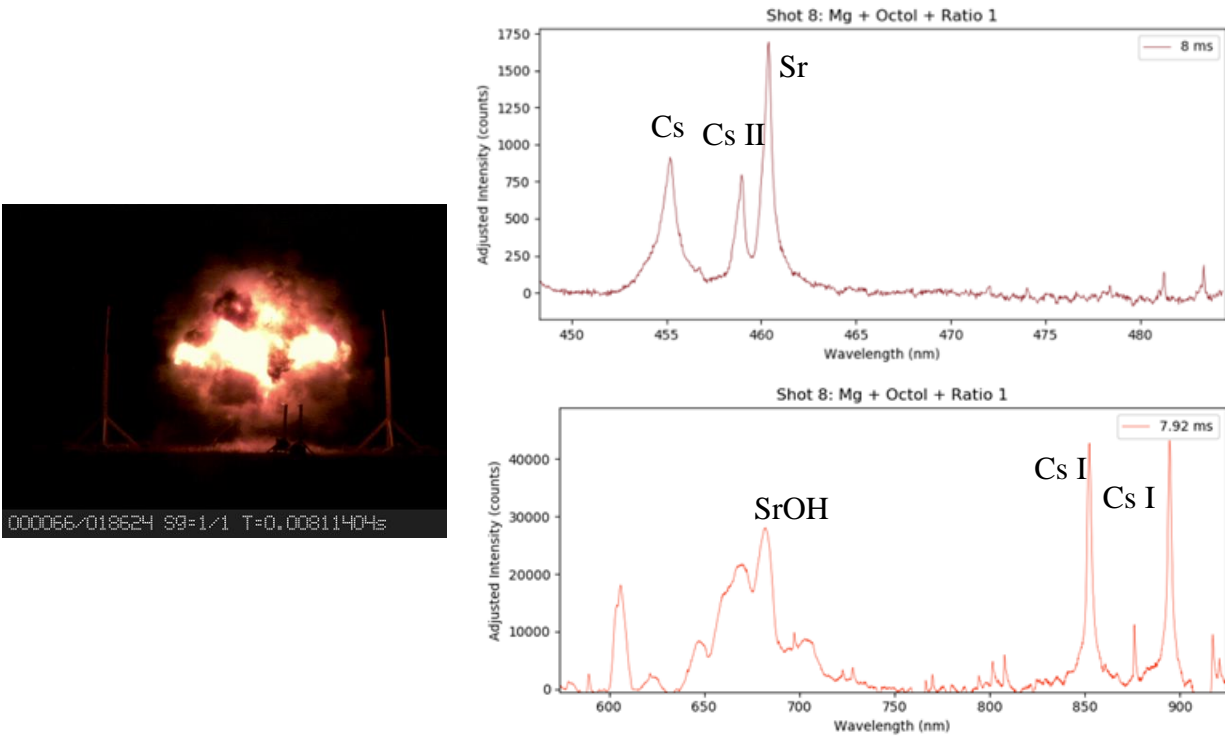 Shot 8: Mg + Octol + Ratio 1
8 ms
1750
1500
1250
1000
750
500
250
0
Adjusted Intensity (counts)
Cs
Cs II
Sr
450 455 460 465 470 475 480
Wavelength (nm)
000066/018624 Sg=1/1 T=0.00811404s
Shot 8: Mg + Octol + Ratio 1
7.92 ms
40000
30000
20000
10000
0
Adjusted Intensity (counts)
SrOH
Cs I
Cs I
600 650 700 750 800 850 900
Wavelength (nm)